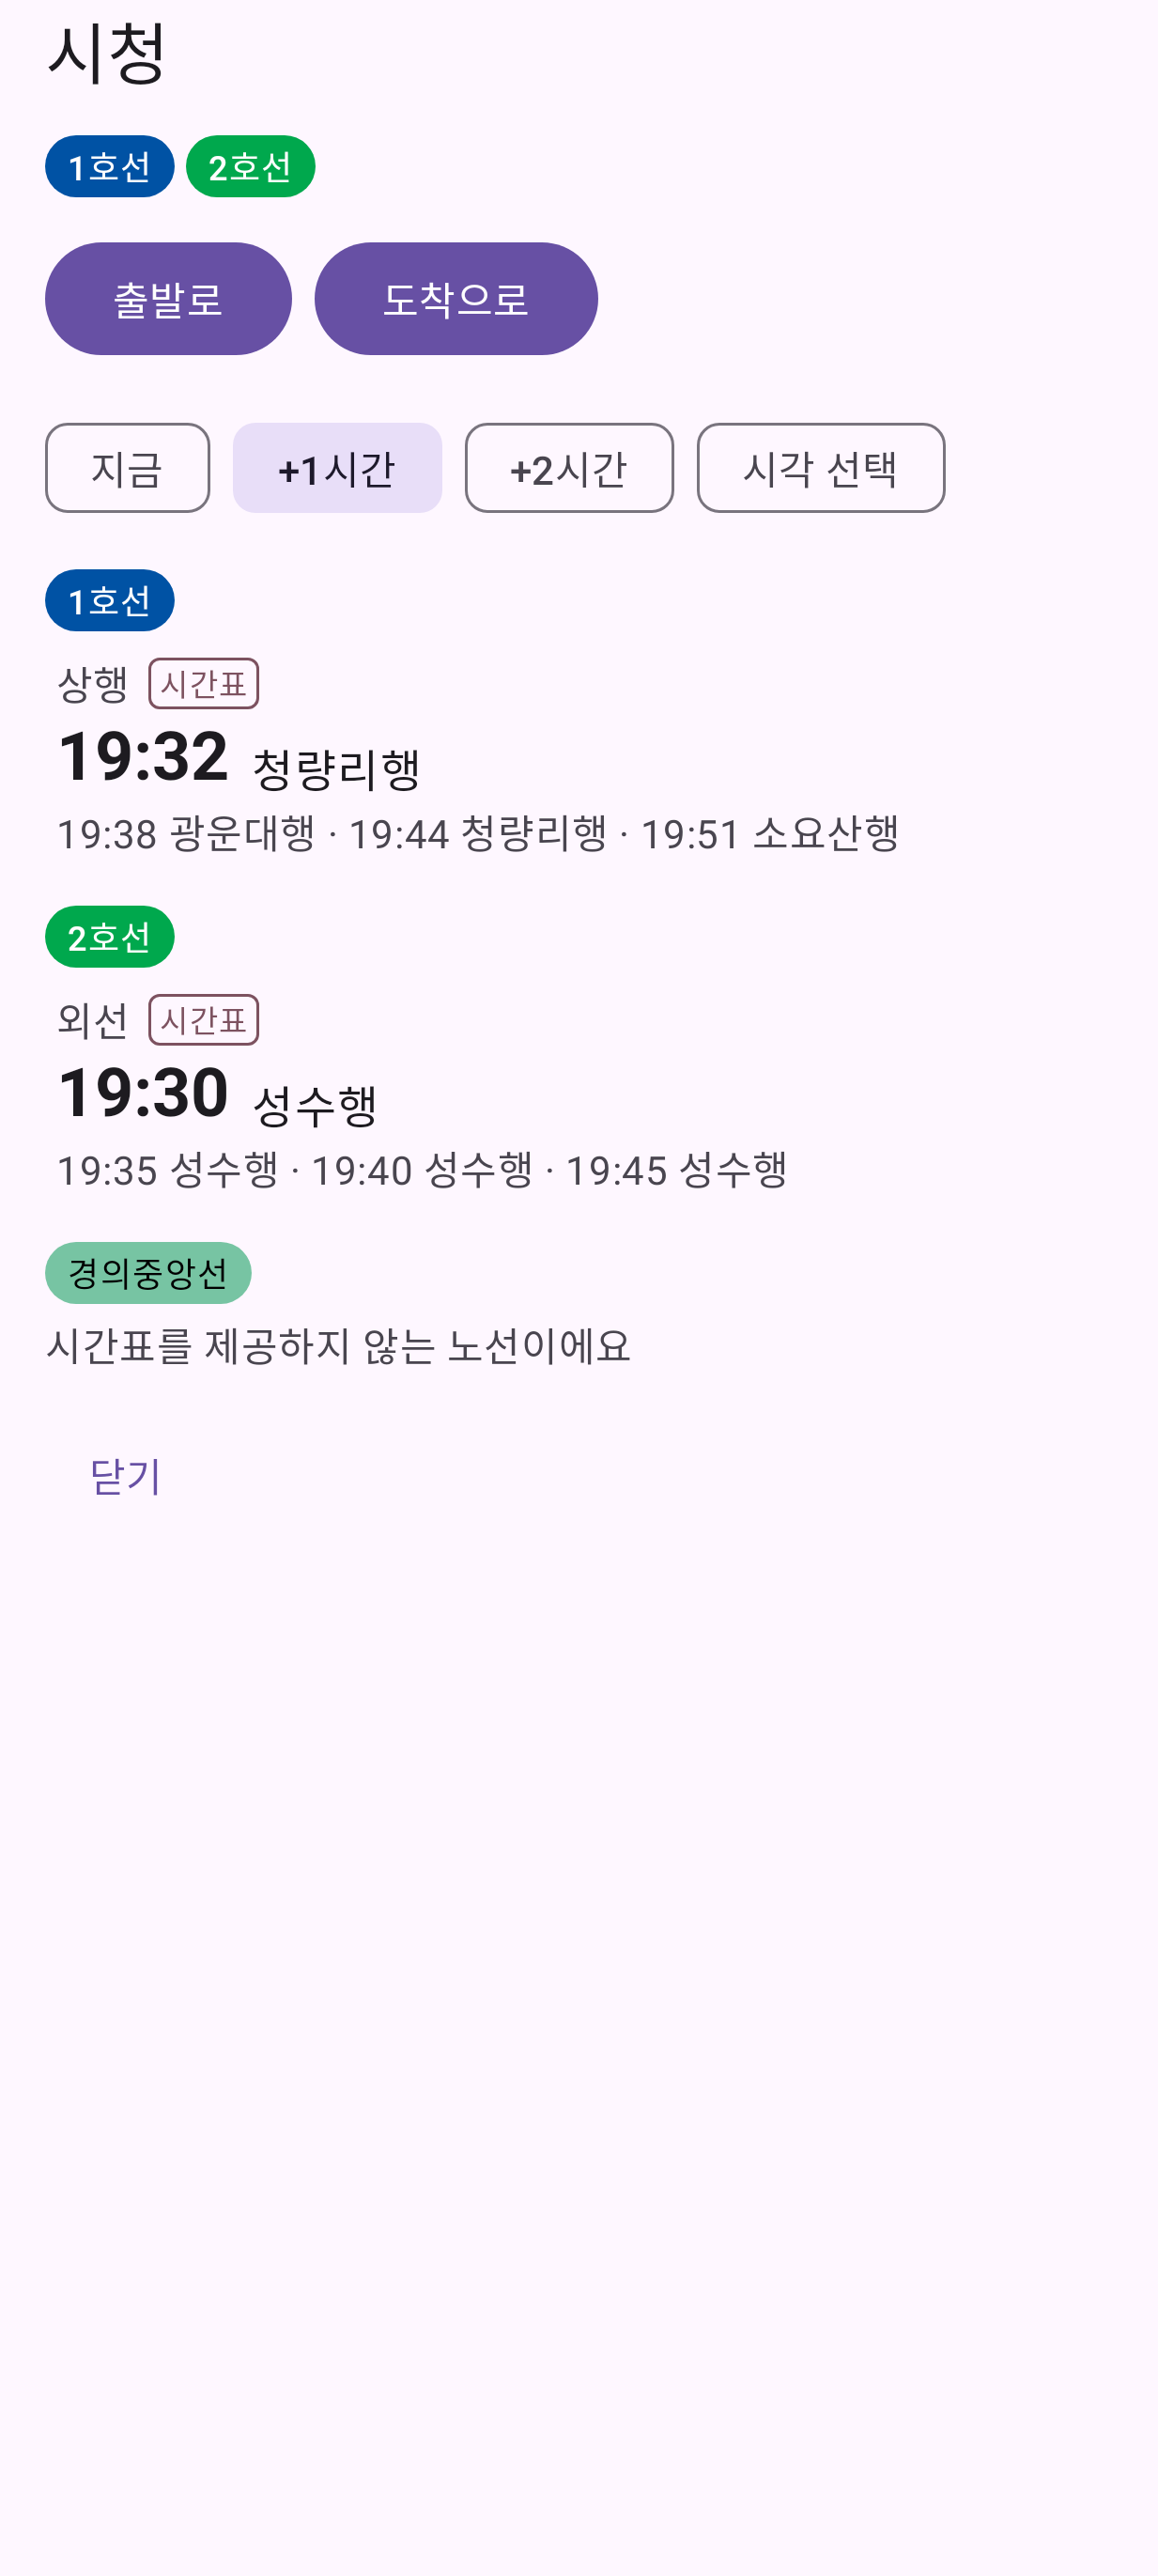 시청
1호선 2호선
출발로 도착으로
지금 +1시간 +2시간 시각 선택
1호선
상행 시간표
19:32 청량리행
19:38 광운대행 · 19:44 청량리행 · 19:51 소요산행
2호선
외선 시간표
19:30 성수행
19:35 성수행 · 19:40 성수행 · 19:45 성수행
경의중앙선
시간표를 제공하지 않는 노선이에요
닫기